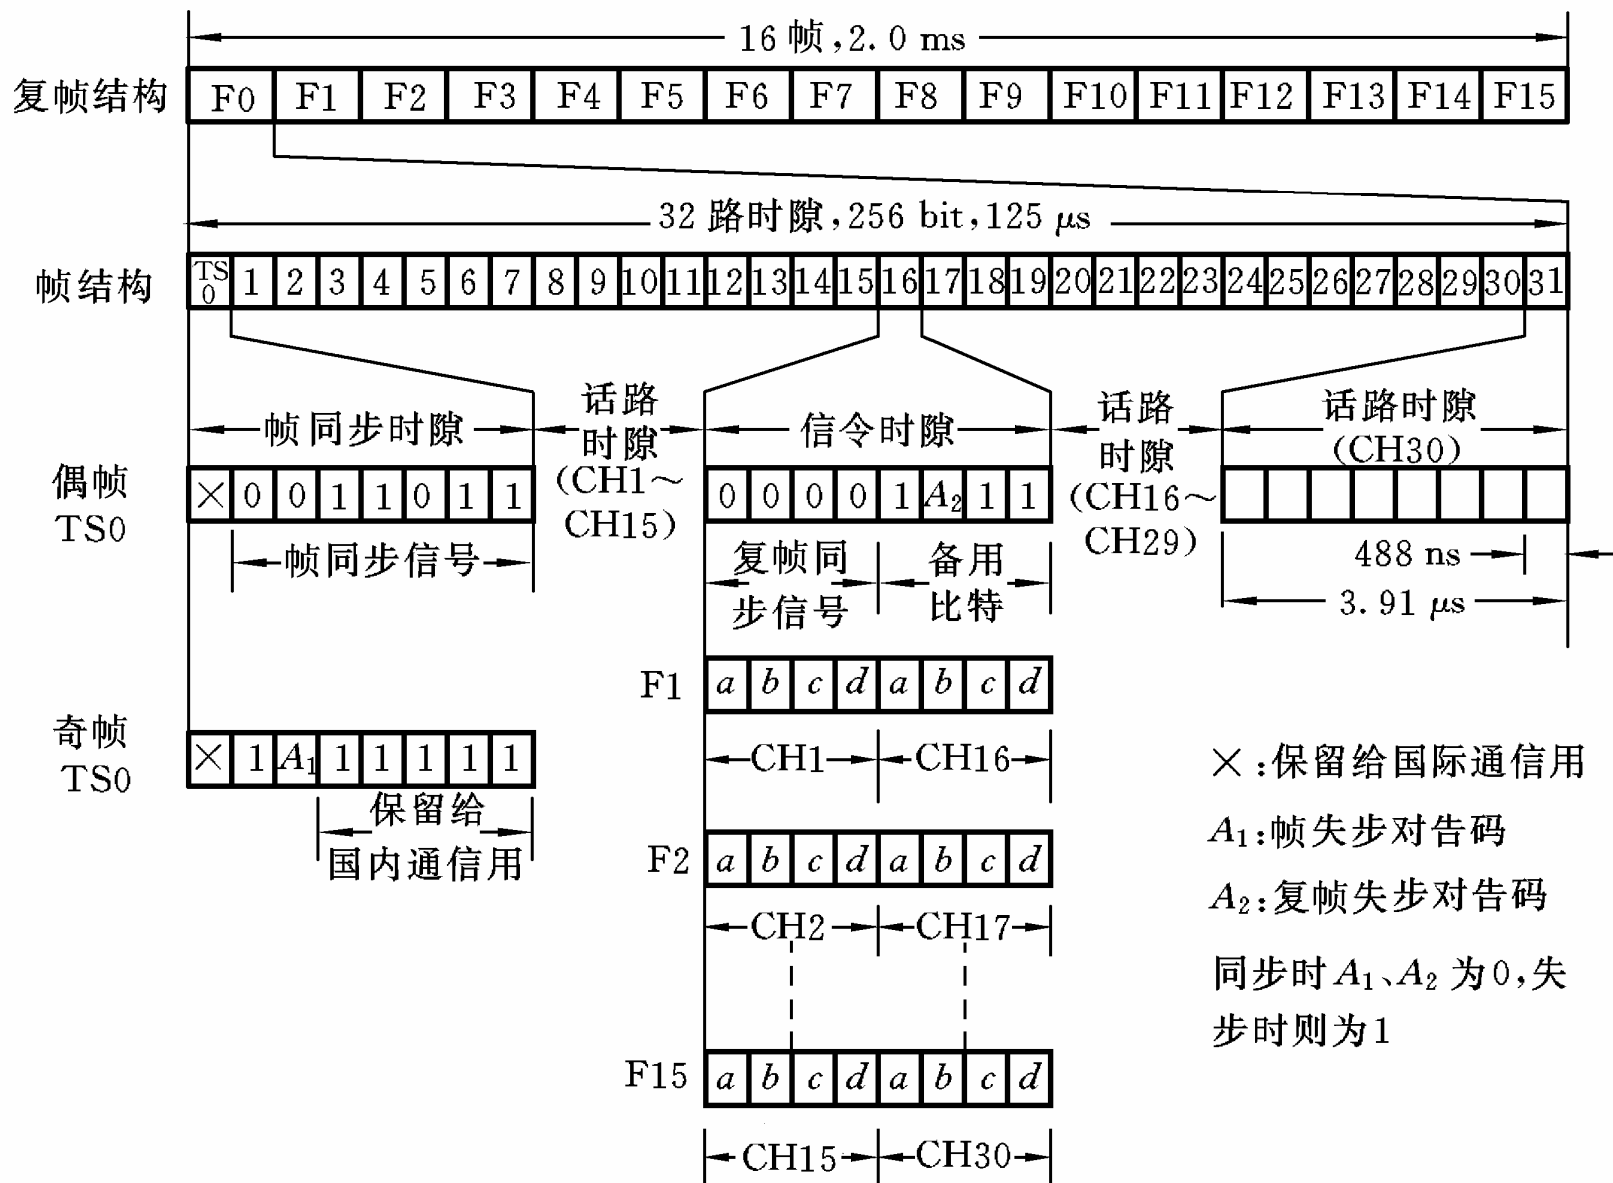 16 帧,2.0 ms
复帧结构 F0 F1 F2 F3 F4 F5 F6 F7 F8 F9 F10 F11 F12 F13 F14 F15
32 路时隙,256 bit,125 μs
帧结构 TS0 1 2 3 4 5 6 7 8 9 10 11 12 13 14 15 16 17 18 19 20 21 22 23 24 25 26 27 28 29 30 31
帧同步时隙
话路
时隙
(CH1～
CH15)
信令时隙
话路
时隙
(CH16～
CH29)
话路时隙
(CH30)
偶帧
TS0
× 0 0 1 1 0 1 1
0 0 0 0 1 A2 1 1
帧同步信号
复帧同
步信号
备用
比特
488 ns
3.91 μs
F1 a b c d a b c d
CH1 CH16
奇帧
TS0
× 1 A1 1 1 1 1 1
保留给
国内通信用
F2 a b c d a b c d
CH2 CH17
F15 a b c d a b c d
CH15 CH30
×:保留给国际通信用
A1:帧失步对告码
A2:复帧失步对告码
同步时A1、A2 为0,失
步时则为1